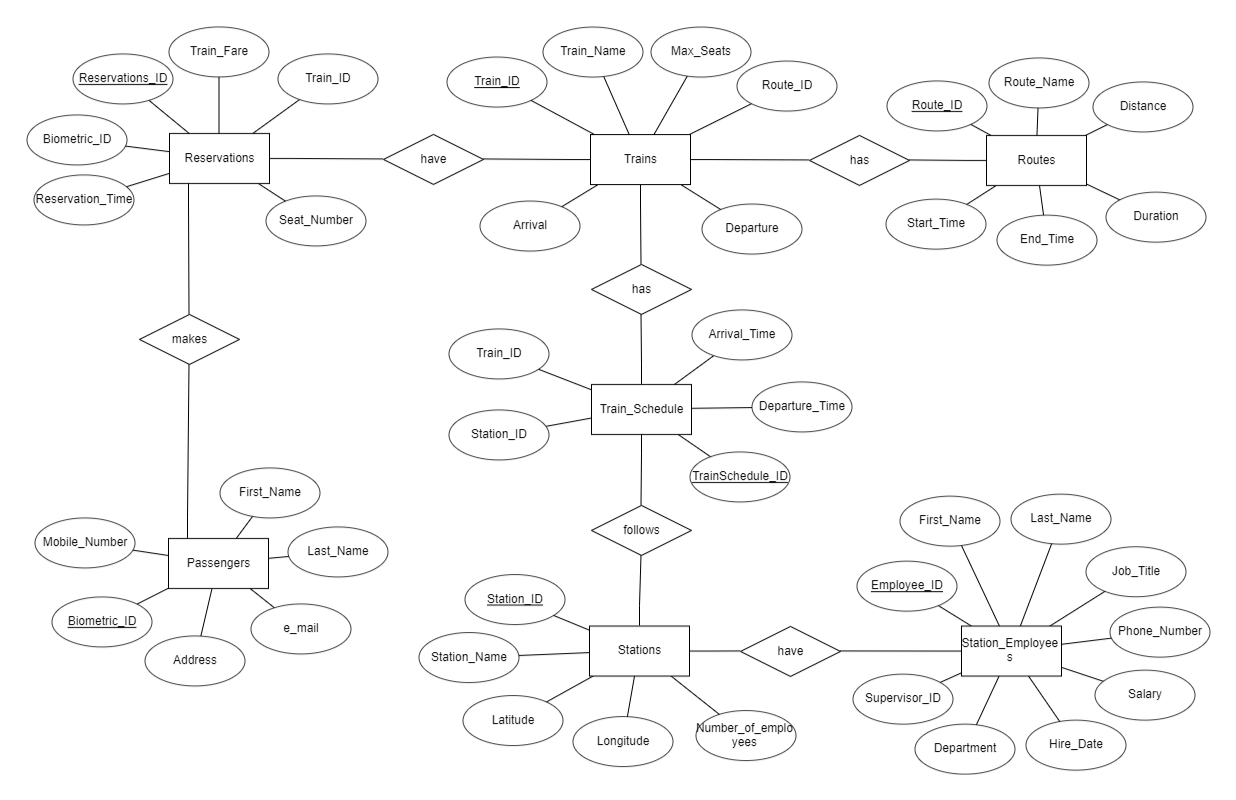 Train_Fare
Reservations_ID
Train_ID
Biometric_ID
Reservations
Reservation_Time
Seat_Number
have
Train_Name
Max_Seats
Train_ID
Route_ID
Trains
Arrival
Departure
has
Route_Name
Route_ID
Distance
Routes
Start_Time
End_Time
Duration
has
makes
Train_ID
Arrival_Time
Train_Schedule
Departure_Time
Station_ID
TrainSchedule_ID
follows
First_Name
Mobile_Number
Last_Name
Passengers
Biometric_ID
e_mail
Address
Station_ID
Station_Name
Stations
Latitude
Longitude
Number_of_emplo
yees
have
First_Name
Last_Name
Employee_ID
Job_Title
Station_Employee
s
Phone_Number
Supervisor_ID
Salary
Department
Hire_Date